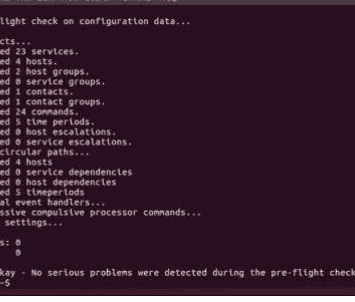 light check on configuration data...
cts...
ed 23 services.
ed 4 hosts.
ed 2 host groups.
ed 0 service groups.
ed 1 contacts.
ed 1 contact groups.
ed 24 commands.
ed 5 time periods.
ed 0 host escalations.
ed 0 service escalations.
circular paths...
ed 4 hosts
ed 0 service dependencies
ed 0 host dependencies
ed 5 timeperiods
al event handlers...
ssive compulsive processor commands...
settings...
s: 0
0
kay - No serious problems were detected during the pre-flight check
~$